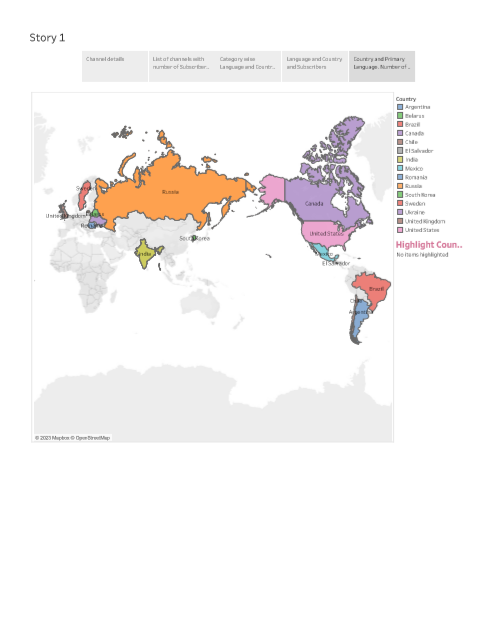 Story 1
Channel details
List of channels with
number of Subscriber..
Category wise
Language and Countr..
Language and Country
and Subscribers
Country and Primary
Language. Number of ..
Country
Argentina
Belarus
Brazil
Canada
Chile
El Salvador
India
Mexico
Romania
Russia
South Korea
Sweden
Ukraine
United Kingdom
United States
Highlight Coun..
No items highlighted
Sweden
Russia
Canada
United Kingdom
Belarus
Romania
United States
South Korea
India
Mexico
El Salvador
Brazil
Chile
Argentina
© 2023 Mapbox © OpenStreetMap